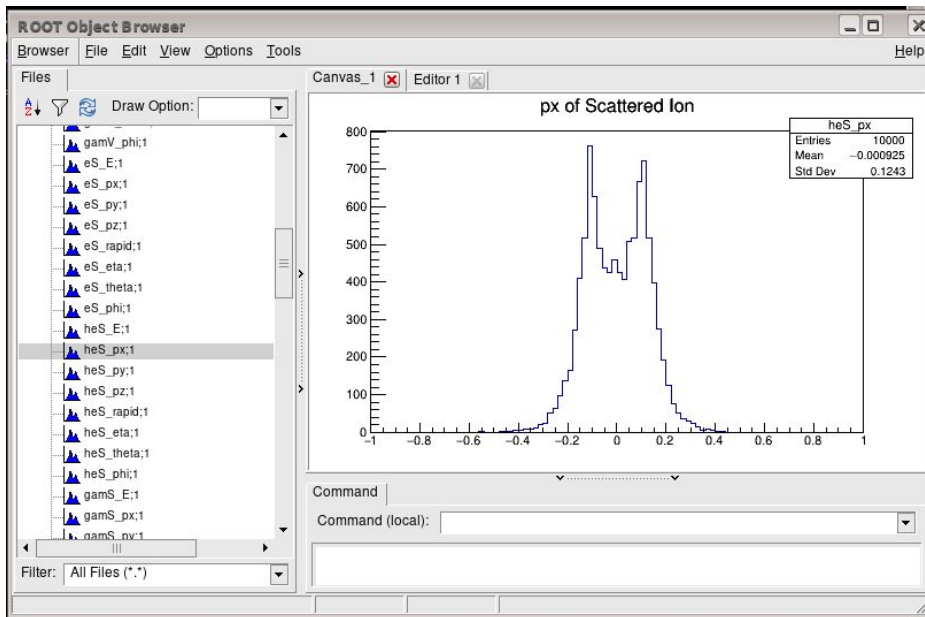 ROOT Object Browser
Browser File Edit View Options Tools Help
Files
Draw Option:
gamV_phi;1
eS_E;1
eS_px;1
eS_py;1
eS_pz;1
eS_rapid;1
eS_eta;1
eS_theta;1
eS_phi;1
heS_E;1
heS_px;1
heS_py;1
heS_pz;1
heS_rapid;1
heS_eta;1
heS_theta;1
heS_phi;1
gamS_E;1
gamS_px;1
gamS_py;1
Filter: All Files (*.*)
Canvas_1 Editor 1
px of Scattered Ion
heS_px
Entries 10000
Mean −0.000925
Std Dev 0.1243
800
700
600
500
400
300
200
100
0
−1 −0.8 −0.6 −0.4 −0.2 0 0.2 0.4 0.6 0.8 1
Command
Command (local):